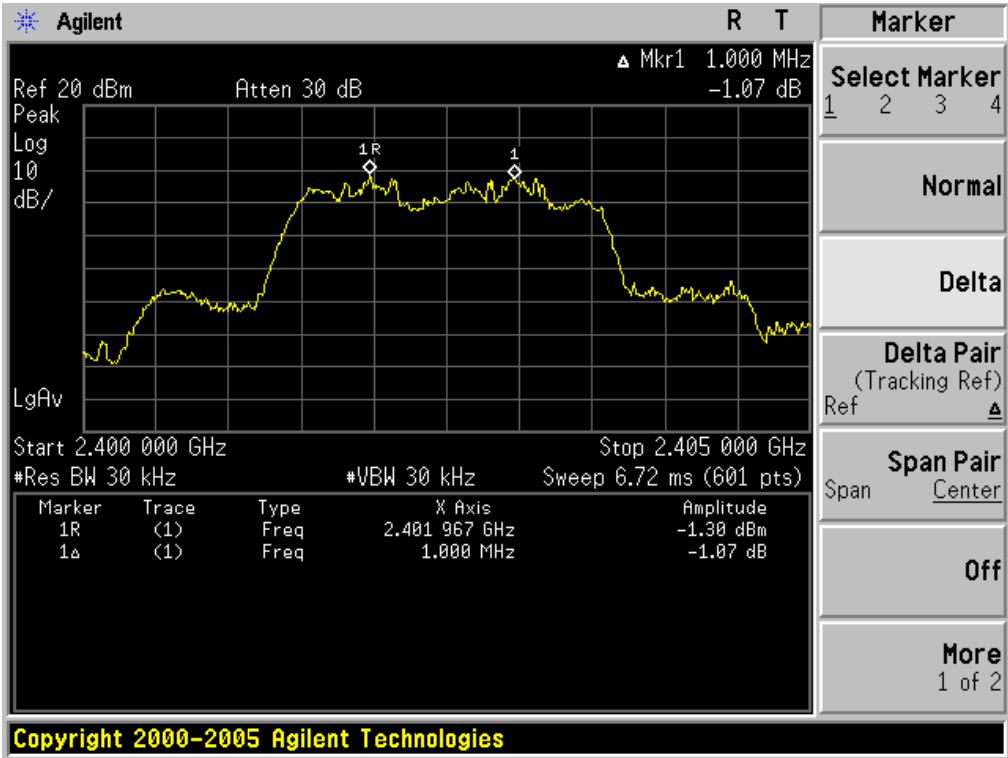 Agilent R T
Δ Mkr1 1.000 MHz
Ref 20 dBm Atten 30 dB -1.07 dB
Peak
Log
10
dB/
1R
1
LgAv
Start 2.400 000 GHz Stop 2.405 000 GHz
#Res BW 30 kHz #VBW 30 kHz Sweep 6.72 ms (601 pts)
Marker Trace Type X Axis Amplitude
1R (1) Freq 2.401 967 GHz -1.30 dBm
1Δ (1) Freq 1.000 MHz -1.07 dB
Marker
Select Marker
1 2 3 4
Normal
Delta
Delta Pair
(Tracking Ref)
Ref Δ
Span Pair
Span Center
Off
More
1 of 2
Copyright 2000-2005 Agilent Technologies